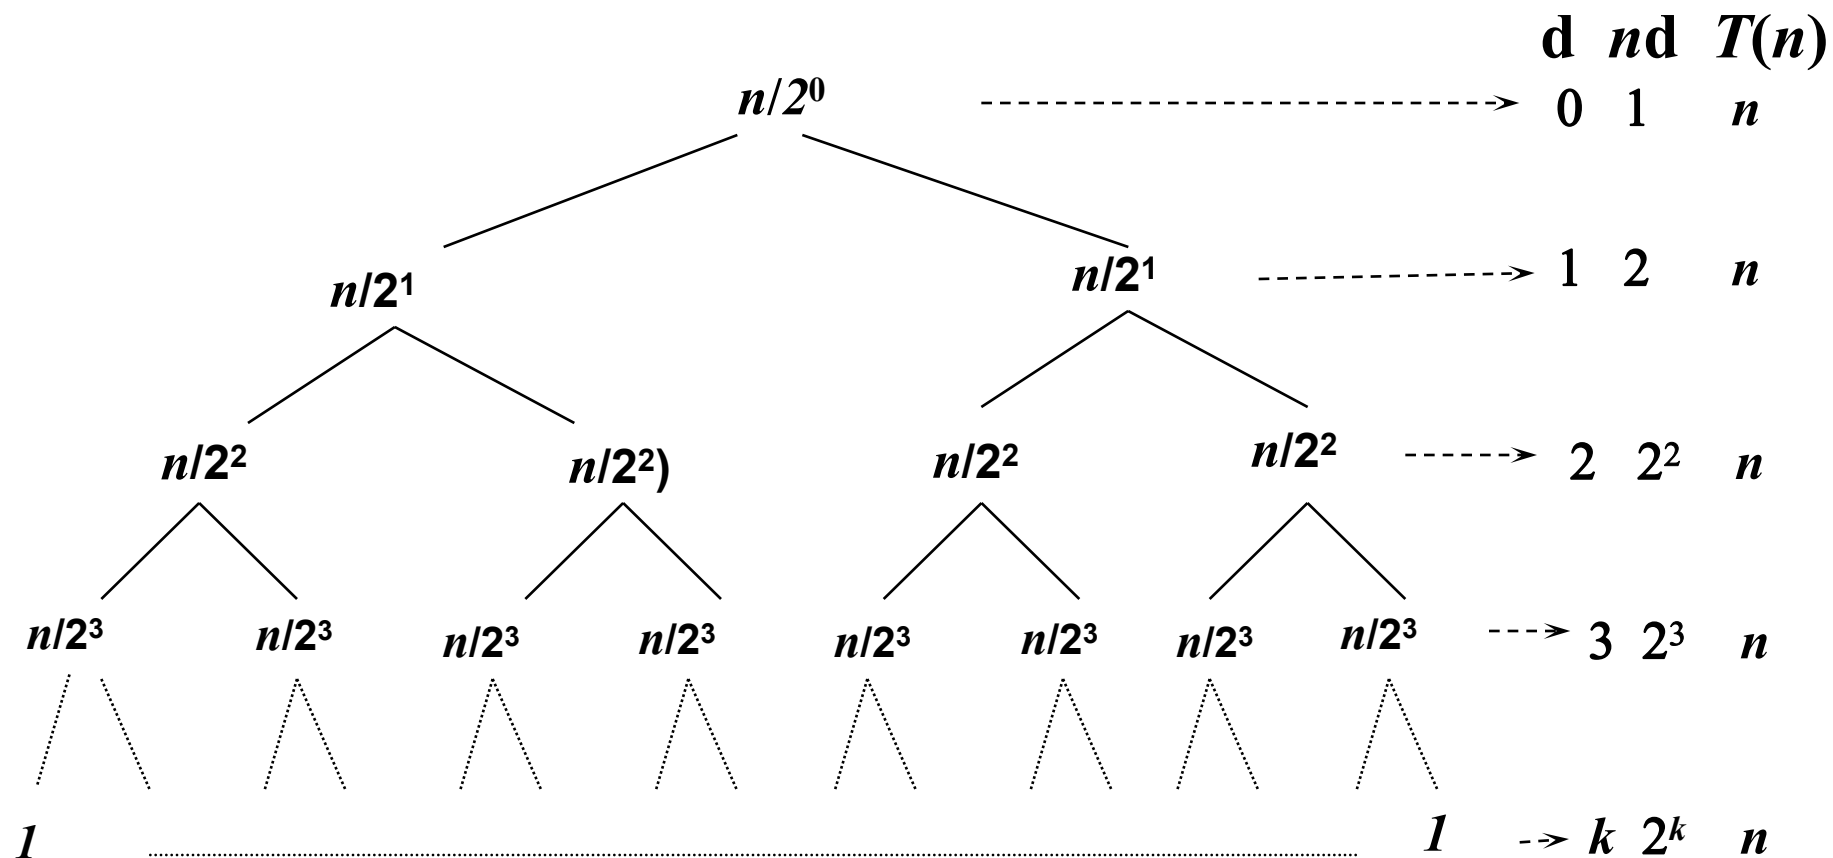 d nd T(n)
n/2⁰ 0 1 n
n/2¹ n/2¹ 1 2 n
n/2² n/2²) n/2² n/2² 2 2² n
n/2³ n/2³ n/2³ n/2³ n/2³ n/2³ n/2³ n/2³ 3 2³ n
1 1 k 2ᵏ n